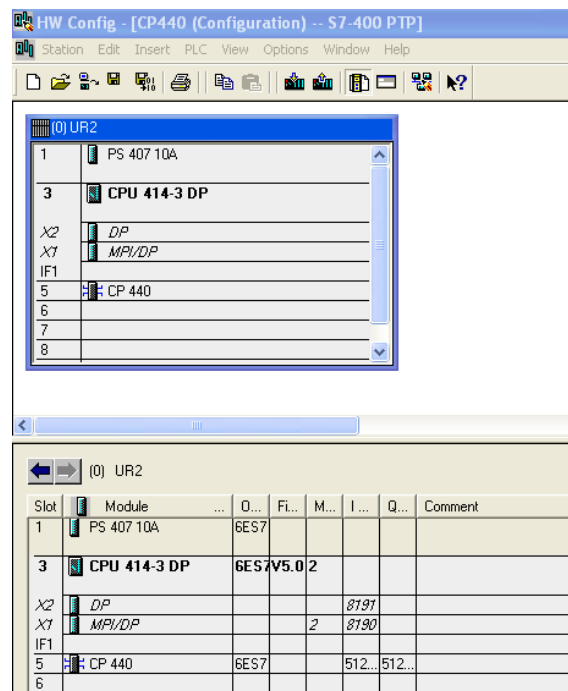 HW Config - [CP440 (Configuration) -- S7-400 PTP]
Station Edit Insert PLC View Options Window Help
(0) UR2
1 PS 407 10A
3 CPU 414-3 DP
X2 DP
X1 MPI/DP
IF1
5 CP 440
6
7
8
(0) UR2
Slot Module ... O... Fi... M... I ... Q... Comment
1 PS 407 10A 6ES7
3 CPU 414-3 DP 6ES7 V5.0 2
X2 DP 8191
X1 MPI/DP 2 8190
IF1
5 CP 440 6ES7 512... 512...
6